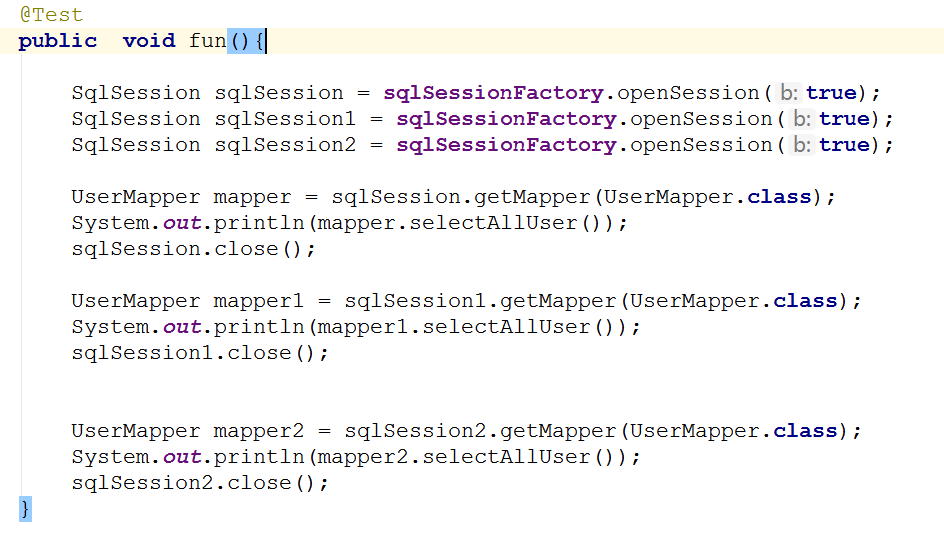 @Test
public  void fun(){
SqlSession sqlSession = sqlSessionFactory.openSession( b: true);
SqlSession sqlSession1 = sqlSessionFactory.openSession( b: true);
SqlSession sqlSession2 = sqlSessionFactory.openSession( b: true);
UserMapper mapper = sqlSession.getMapper(UserMapper.class);
System.out.println(mapper.selectAllUser());
sqlSession.close();
UserMapper mapper1 = sqlSession1.getMapper(UserMapper.class);
System.out.println(mapper1.selectAllUser());
sqlSession1.close();
UserMapper mapper2 = sqlSession2.getMapper(UserMapper.class);
System.out.println(mapper2.selectAllUser());
sqlSession2.close();
}